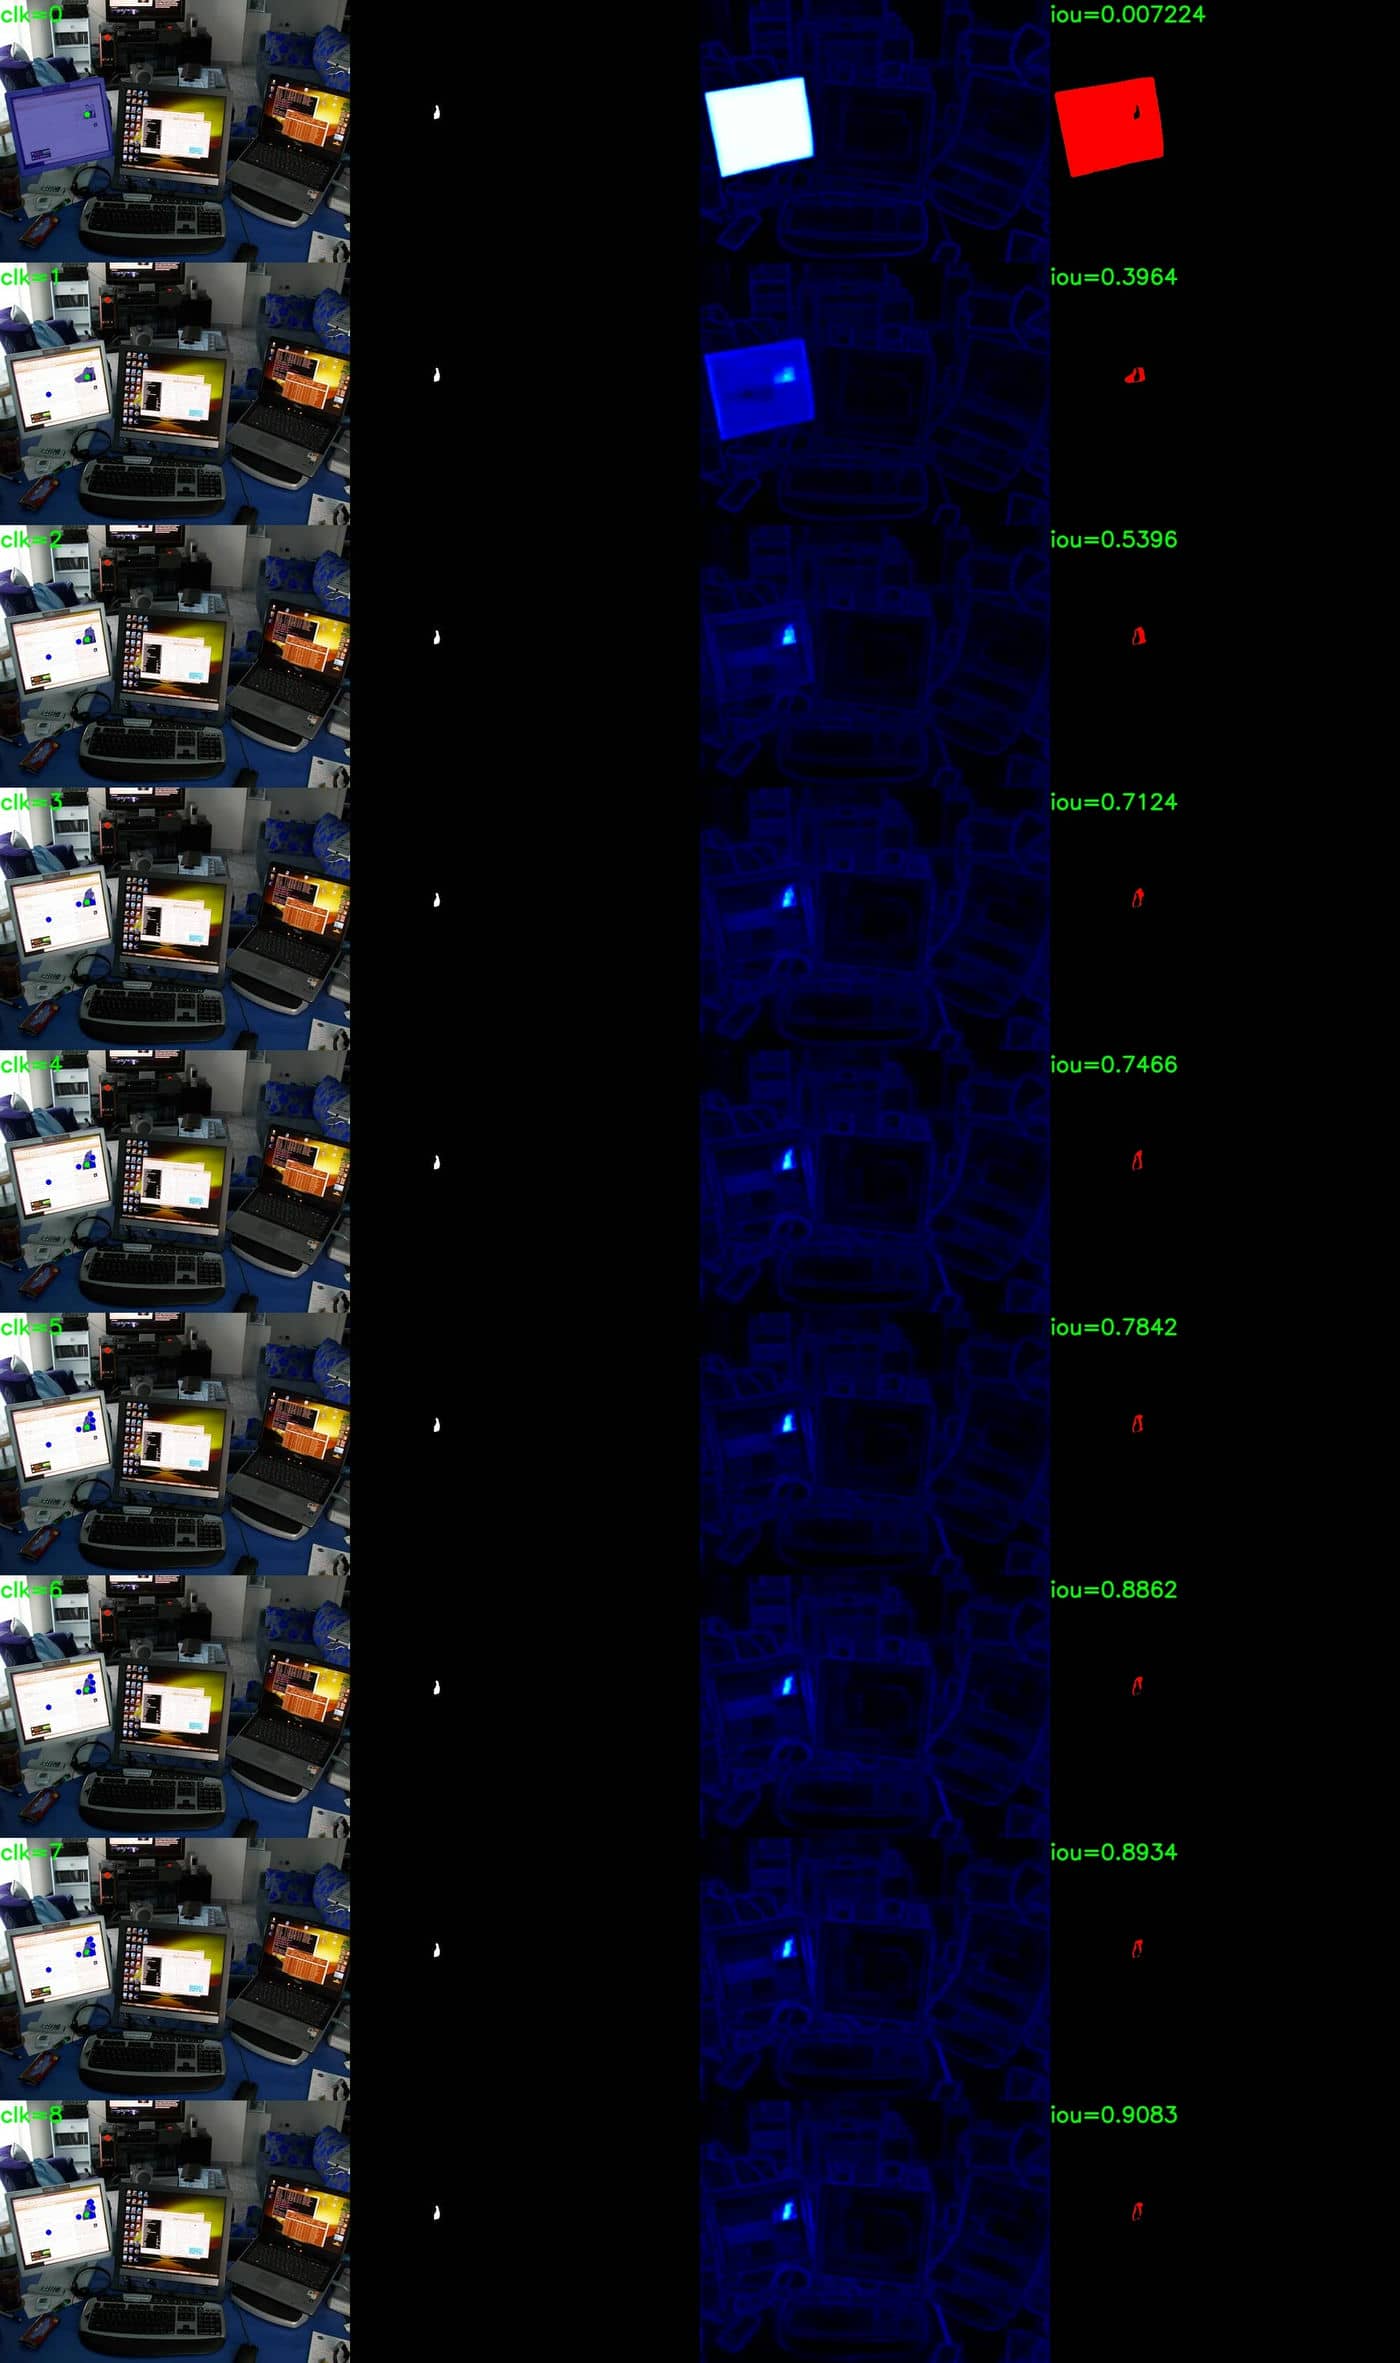 clk=0
iou=0.007224
clk=1
iou=0.3964
clk=2
iou=0.5396
clk=3
iou=0.7124
clk=4
iou=0.7466
clk=5
iou=0.7842
clk=6
iou=0.8862
clk=7
iou=0.8934
clk=8
iou=0.9083